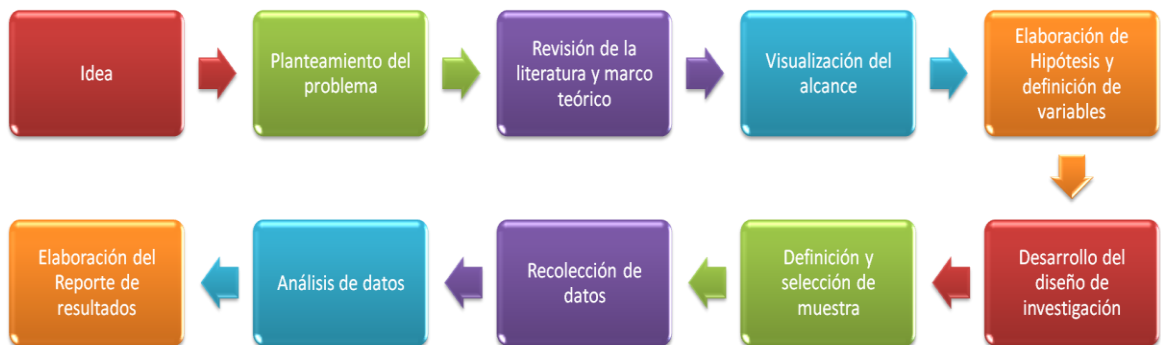 Idea
Planteamiento del
problema
Revisión de la
literatura y marco
teórico
Visualización del
alcance
Elaboración de
Hipótesis y
definición de
variables
Desarrollo del
diseño de
investigación
Definición y
selección de
muestra
Recolección de
datos
Análisis de datos
Elaboración del
Reporte de
resultados